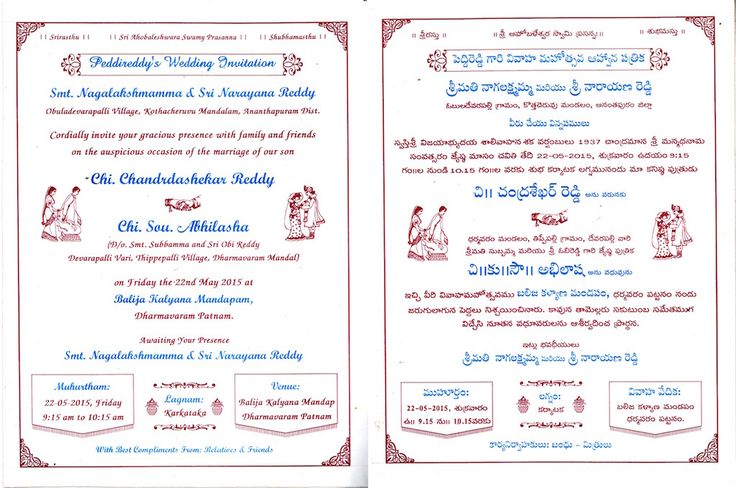 || Srirasthu || || Sri Ahobaleshwara Swamy Prasanna || || Shubhamasthu ||
Peddireddy's Wedding Invitation
Smt. Nagalakshmamma & Sri Narayana Reddy
Obuladevarapalli Village, Kothacheruvu Mandalam, Ananthapuram Dist.
Cordially invite your gracious presence with family and friends
on the auspicious occasion of the marriage of our son
Chi. Chandrdashekar Reddy
Chi. Sou. Abhilasha
(D/o. Smt. Subbamma and Sri Obi Reddy
Devarapalli Vari, Thippepalli Village, Dharmavaram Mandal)
on Friday the 22nd May 2015 at
Balija Kalyana Mandapam,
Dharmavaram Patnam.
Awaiting Your Presence
Smt. Nagalakshmamma & Sri Narayana Reddy
Muhurtham:
22-05-2015, Friday
9:15 am to 10:15 am
Lagnam:
Karkataka
Venue:
Balija Kalyana Mandap
Dharmavaram Patnam
With Best Compliments From: Relatives & Friends
|| శ్రీరస్తు || ||శ్రీ అహోబలేశ్వర స్వామి ప్రసన్నః|| || శుభమస్తు ||
పెద్దిరెడ్డి గారి వివాహ మహోత్సవ ఆహ్వాన పత్రిక
శ్రీమతి నాగలక్ష్మమ్మ మరియు శ్రీ నారాయణ రెడ్డి
ఓబులదేవరపల్లి గ్రామం, కొత్తచెరువు మండలం, అనంతపురం జిల్లా
వీరు చేయు విన్నపములు
స్వస్తిశ్రీ విజయాభ్యుదయ శాలివాహన శక వర్షంబులు 1937 చాంద్రమాన శ్రీ మన్మథనామ
సంవత్సరం జ్యేష్ఠ మాసం చవితి తేది 22-05-2015, శుక్రవారం ఉదయం 9:15
గం॥ల నుండి 10.15 గం॥ల వరకు శుభ కర్కాటక లగ్నమునందు మా కనిష్ఠ పుత్రుడు
చి|| చంద్రశేఖర్ రెడ్డి అను వరునకు
ధర్మవరం మండలం, తిప్పేపల్లి గ్రామం, దేవరపల్లి వారి
శ్రీమతి సుబ్బమ్మ మరియు శ్రీ ఓబిరెడ్డి గారి జ్యేష్ఠ పుత్రిక
చి||కు||సౌ|| అభిలాష అను వధువును
ఇచ్చి వీరి వివాహమహోత్సవము బలిజ కళ్యాణ మండపం, ధర్మవరం పట్టనం నందు
జరుగులాగున పెద్దలు నిశ్చయించినారు. కావున తామెల్లరు సకుటుంబ సమేతముగ
విచ్చేసి నూతన వధూవరులను ఆశీర్వదించ ప్రార్థన.
ఇట్లు భవదీయులు
శ్రీమతి నాగలక్ష్మమ్మ మరియు శ్రీ నారాయణ రెడ్డి
ముహూర్తం:
22-05-2015, శుక్రవారం
ఉ॥ 9.15 ను॥ 10.15వరకు
లగ్నం:
కర్కాటక
వివాహ వేదిక:
బలిజ కళ్యాణ మండపం
ధర్మవరం పట్టనం.
కార్యనిర్వాహకులు: బంధు - మిత్రులు